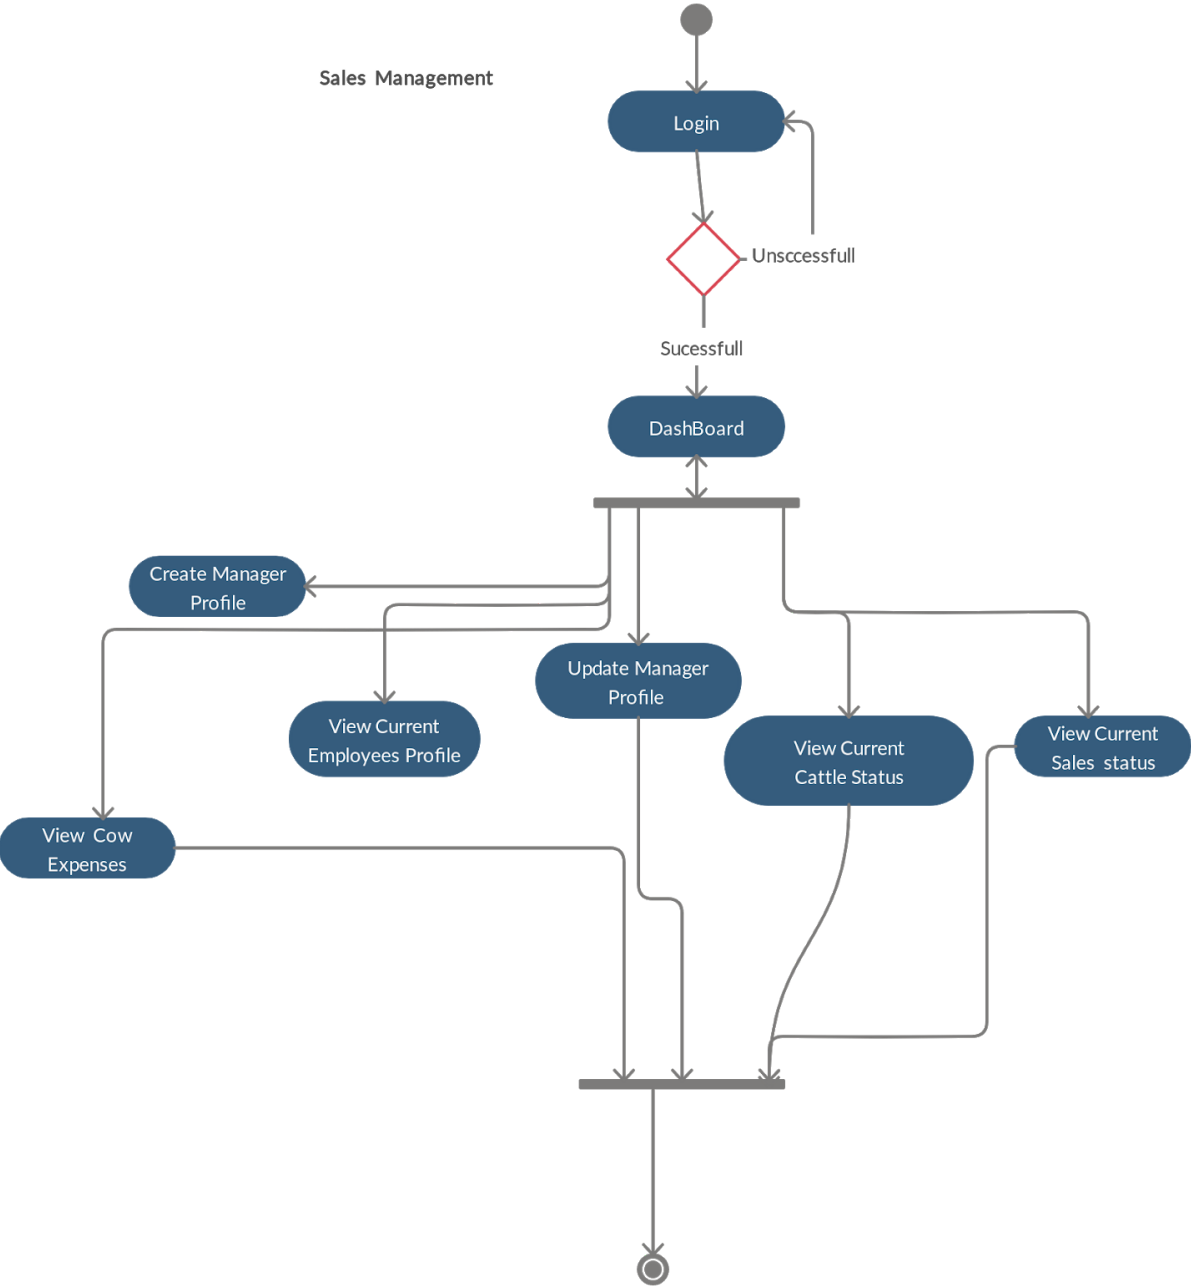 Sales Management
Login
Unsccessfull
Sucessfull
DashBoard
Create Manager
Profile
Update Manager
Profile
View Current
Employees Profile
View Current
Cattle Status
View Current
Sales status
View Cow
Expenses